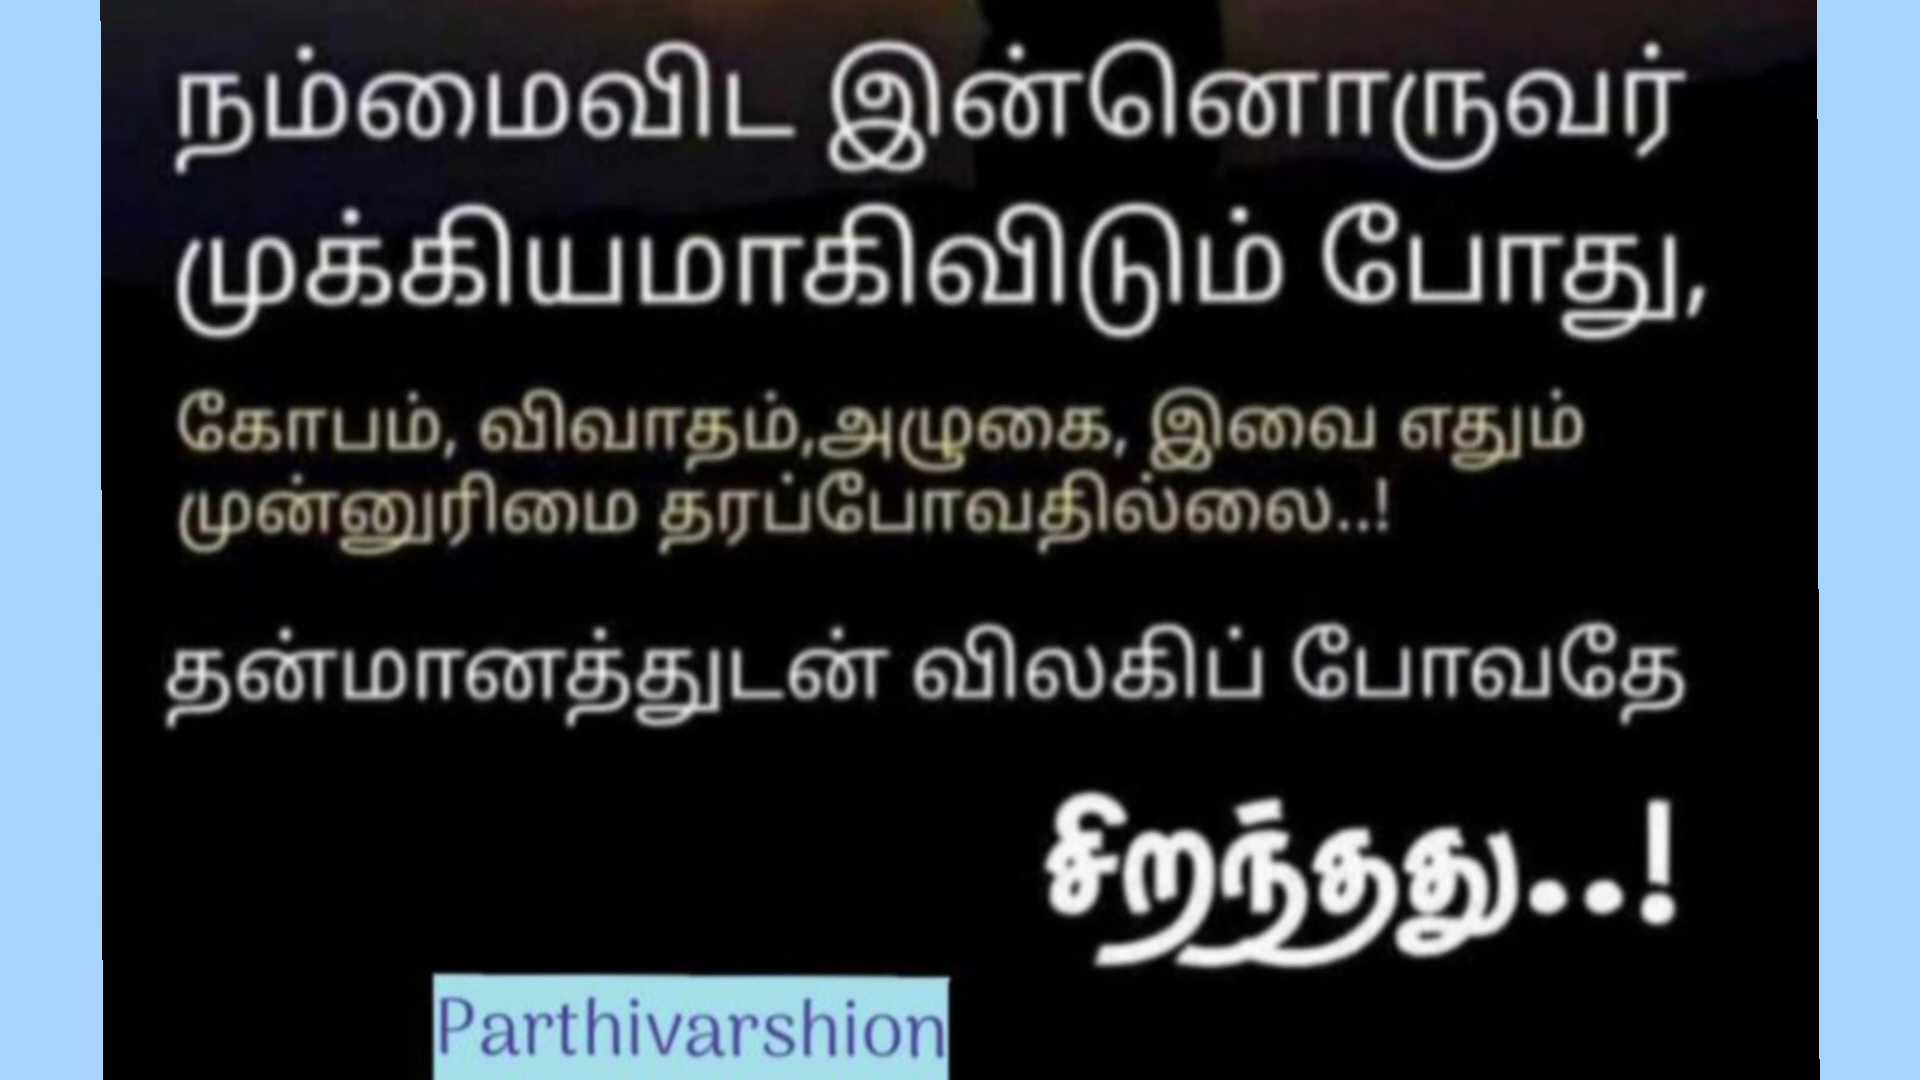 நம்மைவிட இன்னொருவர்
முக்கியமாகிவிடும் போது,
கோபம், விவாதம்,அழுகை, இவை எதும்
முன்னுரிமை தரப்போவதில்லை..!
தன்மானத்துடன் விலகிப் போவதே
சிறந்தது..!
Parthivarshion